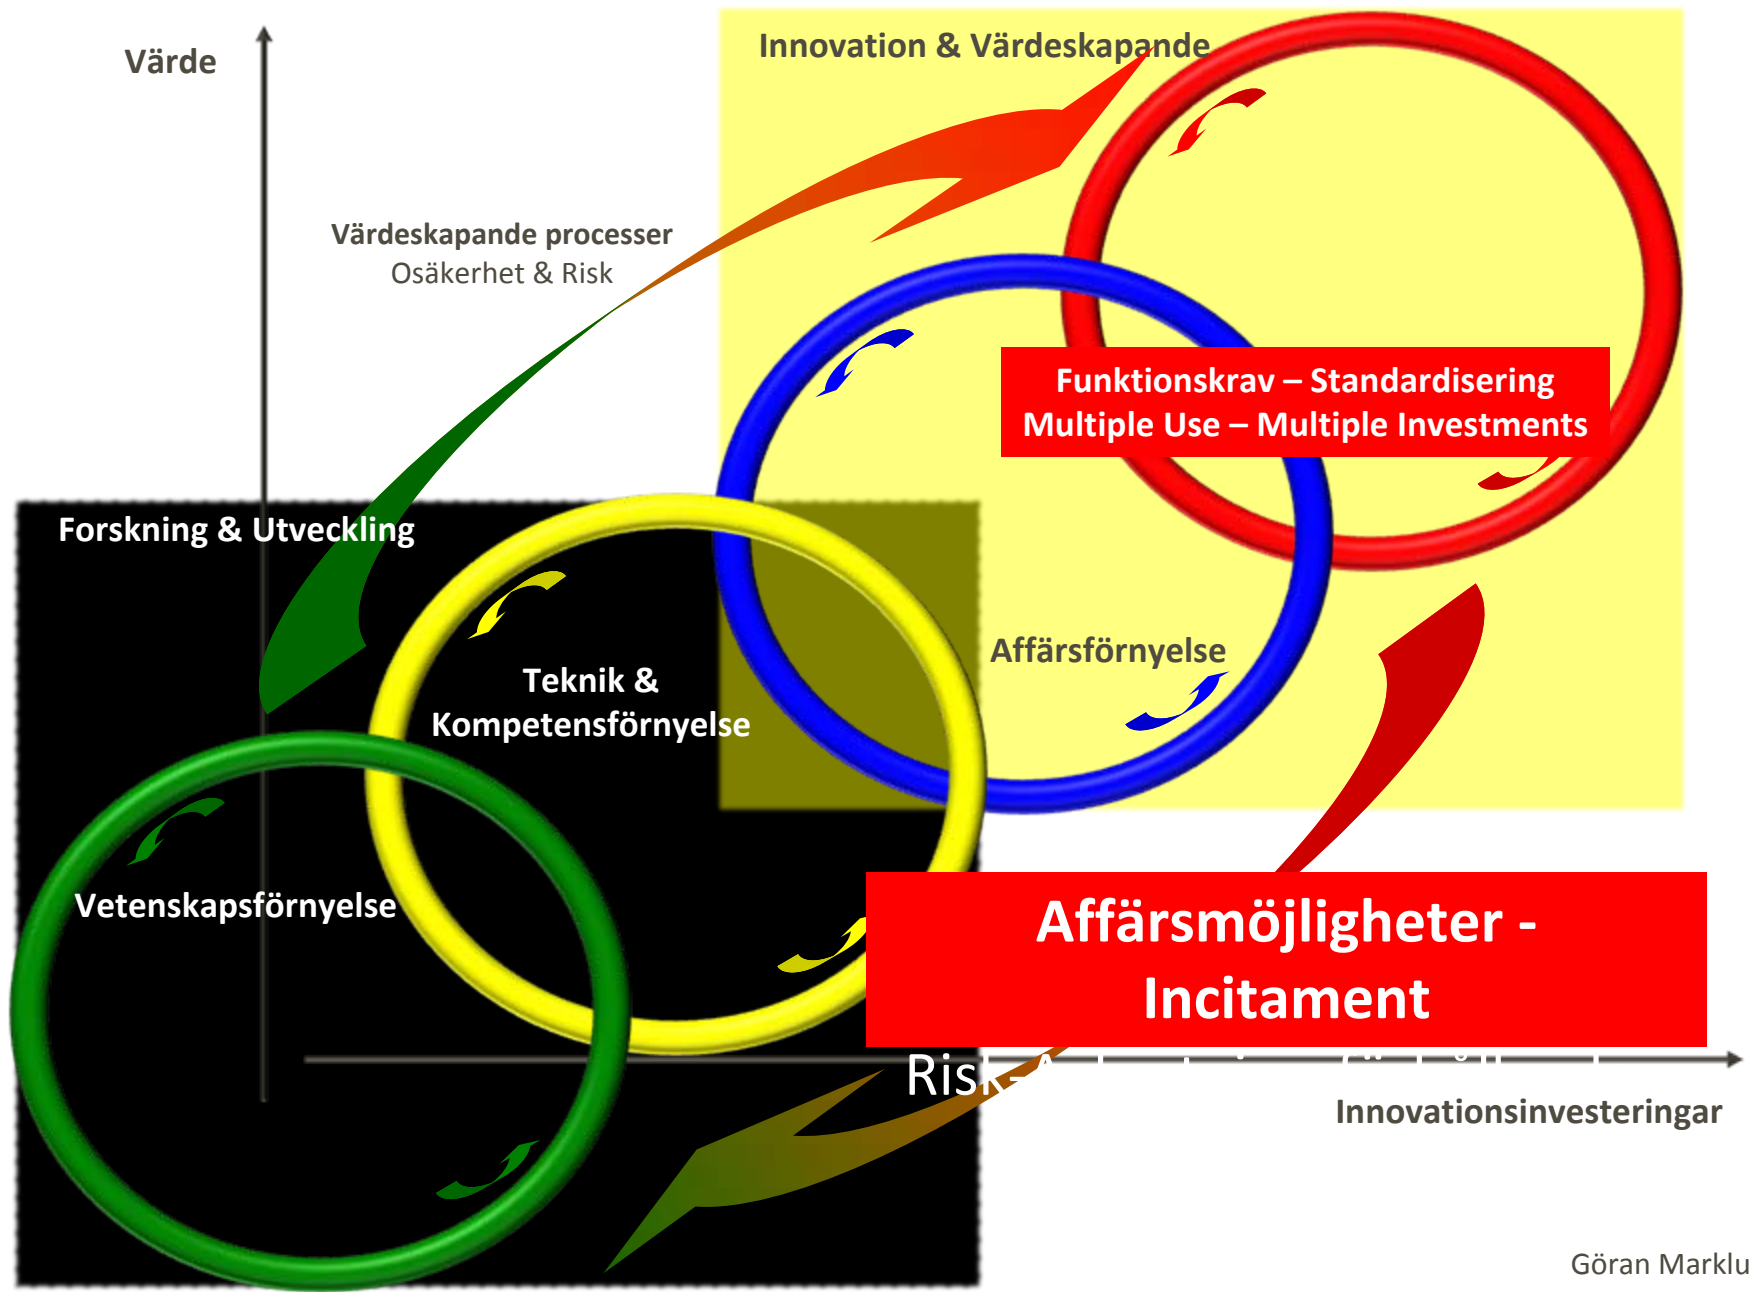 Värde
Innovation & Värdeskapande
Värdeskapande processer
Osäkerhet & Risk
Funktionskrav – Standardisering
Multiple Use – Multiple Investments
Forskning & Utveckling
Affärsförnyelse
Teknik &
Kompetensförnyelse
Vetenskapsförnyelse
Affärsmöjligheter -
Incitament
Innovationsinvesteringar
Göran Marklu